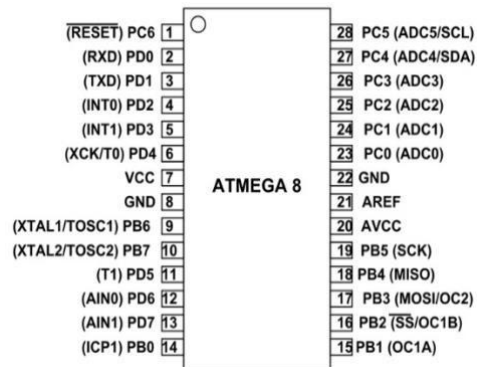 (RESET) PC6 1
(RXD) PD0 2
(TXD) PD1 3
(INT0) PD2 4
(INT1) PD3 5
(XCK/T0) PD4 6
VCC 7
GND 8
(XTAL1/TOSC1) PB6 9
(XTAL2/TOSC2) PB7 10
(T1) PD5 11
(AIN0) PD6 12
(AIN1) PD7 13
(ICP1) PB0 14
ATMEGA 8
28 PC5 (ADC5/SCL)
27 PC4 (ADC4/SDA)
26 PC3 (ADC3)
25 PC2 (ADC2)
24 PC1 (ADC1)
23 PC0 (ADC0)
22 GND
21 AREF
20 AVCC
19 PB5 (SCK)
18 PB4 (MISO)
17 PB3 (MOSI/OC2)
16 PB2 (SS/OC1B)
15 PB1 (OC1A)